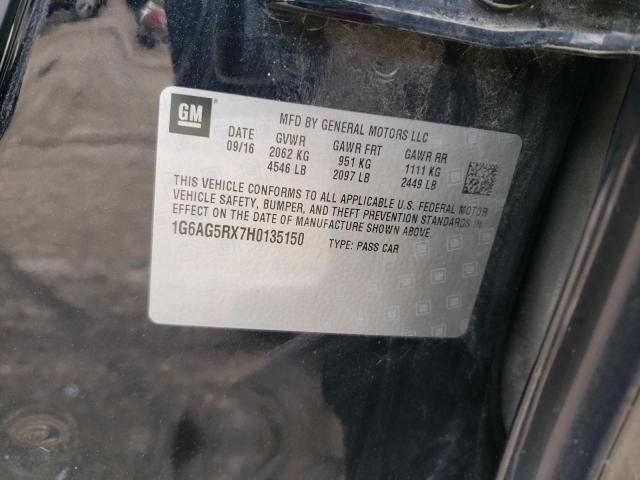 GM
MFD BY GENERAL MOTORS LLC
DATE GVWR GAWR FRT GAWR RR
09/16 2062 KG 951 KG 1111 KG
4546 LB 2097 LB 2449 LB
THIS VEHICLE CONFORMS TO ALL APPLICABLE U.S. FEDERAL MOTOR
VEHICLE SAFETY, BUMPER, AND THEFT PREVENTION STANDARDS IN
EFFECT ON THE DATE OF MANUFACTURE SHOWN ABOVE.
1G6AG5RX7H0135150 TYPE: PASS CAR